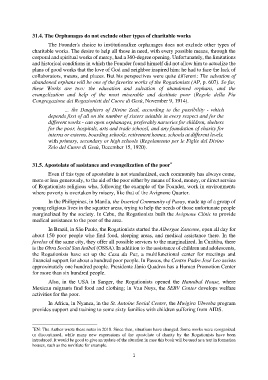 31.4. The Orphanages do not exclude other types of charitable works
The Founder's desire to institutionalize orphanages does not exclude other types of
charitable works. The desire to help all those in need, with every possible means, through the
corporal and spiritual works of mercy, had a 360-degree opening. Unfortunately, the limitations
and historical conditions in which the Founder found himself did not allow him to actualize the
plans of good works that the love of God and neighbor inspired him: he had to face the lack of
collaborators, means, and places. But his perspectives were quite different: The salvation of
abandoned orphans will be one of the favorite works of the Rogationists (AP, p. 607). So far,
these Works are two: the education and salvation of abandoned orphans, and the
evangelization and help of the most miserable and destitute poor (Regole della Pia
Congregazione dei Rogazionisti del Cuore di Gesù, November 9, 1914).
... the Daughters of Divine Zeal, according to the possibility - which
depends first of all on the number of sisters suitable in every respect and for the
different works - can open orphanages, preferably nurseries for children, shelters
for the poor, hospitals, arts and trade school, and any foundation of charity for
interns or externs, boarding schools, retirement homes, schools at different levels,
with primary, secondary or high schools (Regolamento per le Figlie del Divino
Zelo del Cuore di Gesù, December 15, 1920).
31.5. Apostolate of assistance and evangelization of the poor*
Even if this type of apostolate is not standardized, each community has always come,
more or less generously, to the aid of the poor either by means of food, money, or direct service
of Rogationists religious who, following the example of the Founder, work in environments
where poverty is overtaken by misery, like that of the Avignone Quarter.
In the Philippines, in Manila, the Inserted Community of Pasay, made up of a group of
young religious lives in the squatter areas, trying to help the needs of those unfortunate people
marginalized by the society. In Cebu, the Rogationists built the Avignone Clinic to provide
medical assistance to the poor of the area.
In Brazil, in São Paulo, the Rogationists started the Albergue Zancone, open all day for
about 150 poor people who find food, sleeping areas, and medical assistance there. In the
favelas of the same city, they offer all possible services to the marginalized. In Curitiba, there
is the Obra Social San Anibal (OSSA). In addition to the assistance of children and adolescents,
the Rogationists have set up the Casa da Paz, a multifunctional center for meetings and
financial support for about a hundred poor people. In Passos, the Centro Padre José Leo assists
approximately one hundred people; Presidente Jânio Quadros has a Human Promotion Center
for more than six hundred people.
Also, in the USA in Sanger, the Rogationists opened the Hannibal House, where
Mexican migrants find food and clothing; in Van Nuys, the SERV Center develops welfare
activities for the poor.
In Africa, in Nyanza, in the St. Antoine Social Center, the Muyira Ubwoba program
provides support and training to some sixty families with children suffering from AIDS.
*EN: The Author wrote these notes in 2010. Since then, situations have changed. Some works were reorganized
or discontinued, while many new expressions of the apostolate of charity by the Rogationists have been
introduced. It would be good to give an update of the situation in case this book will be used as a text in formation
houses, such as the novitiate for example.